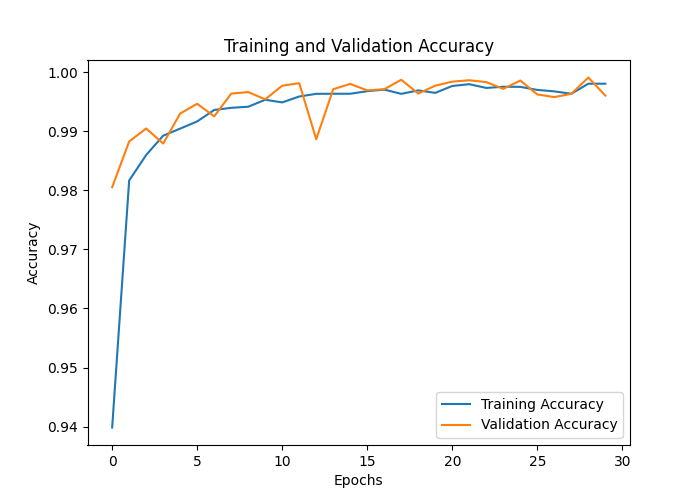 Training and Validation Accuracy
Accuracy
1.00
0.99
0.98
0.97
0.96
0.95
0.94
0 5 10 15 20 25 30
Epochs
Training Accuracy
Validation Accuracy